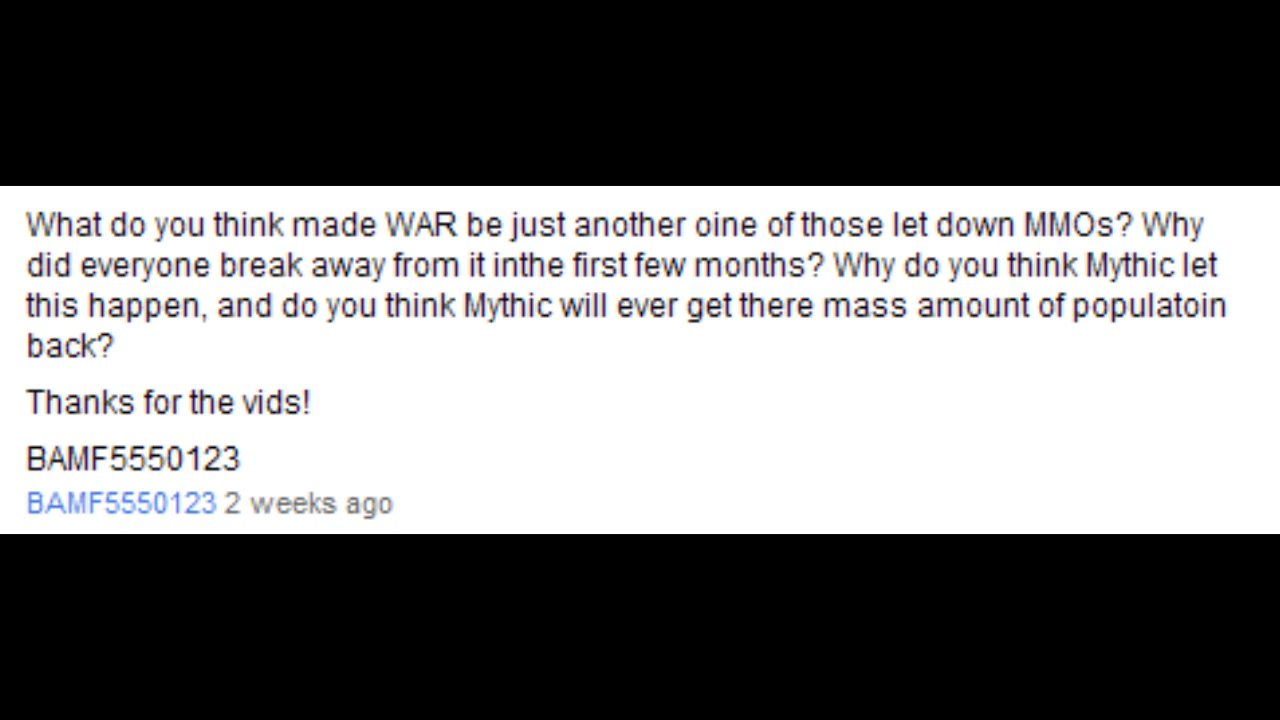 What do you think made WAR be just another oine of those let down MMOs? Why
did everyone break away from it inthe first few months? Why do you think Mythic let
this happen, and do you think Mythic will ever get there mass amount of populatoin
back?
Thanks for the vids!
BAMF5550123
BAMF5550123 2 weeks ago